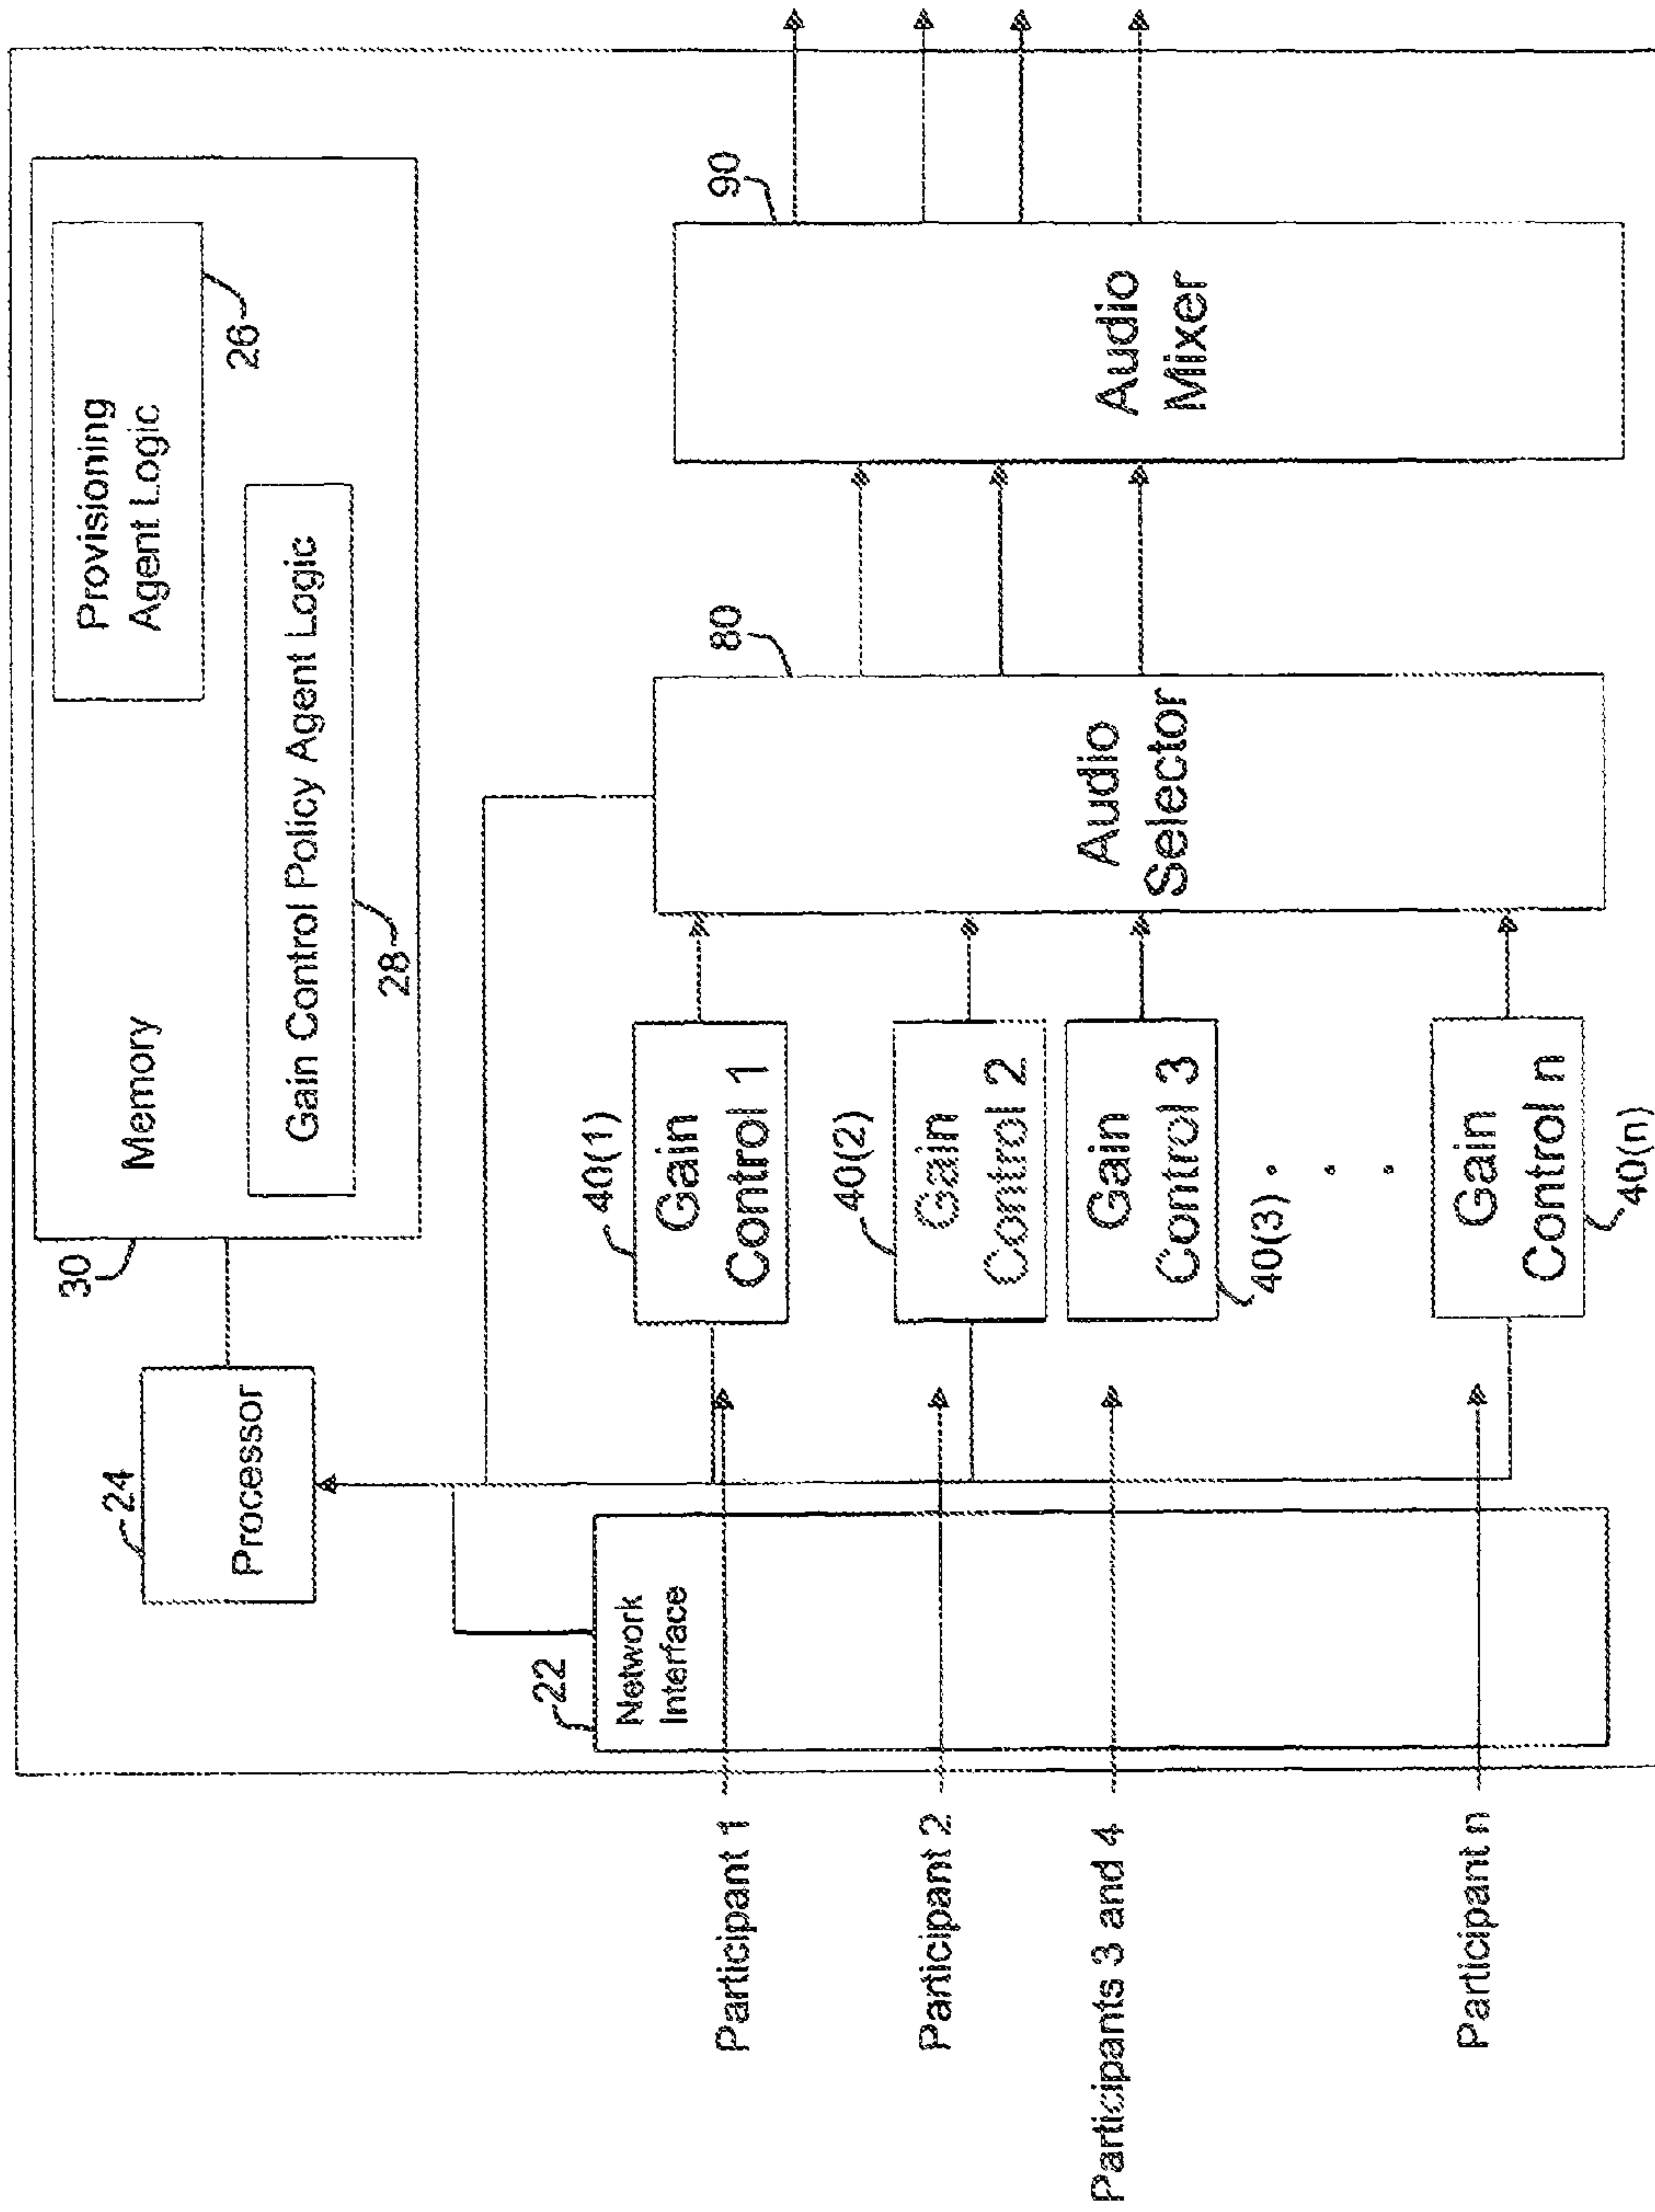 24
Processor
30
Memory
Provisioning
Agent Logic
26
Gain Control Policy Agent Logic
28
22
Network
Interface
Participant 1
Participant 2
Participants 3 and 4
Participant n
40(1)
Gain
Control 1
40(2)
Gain
Control 2
Gain
Control 3
40(3)
. . .
Gain
Control n
40(n)
80
Audio
Selector
90
Audio
Mixer